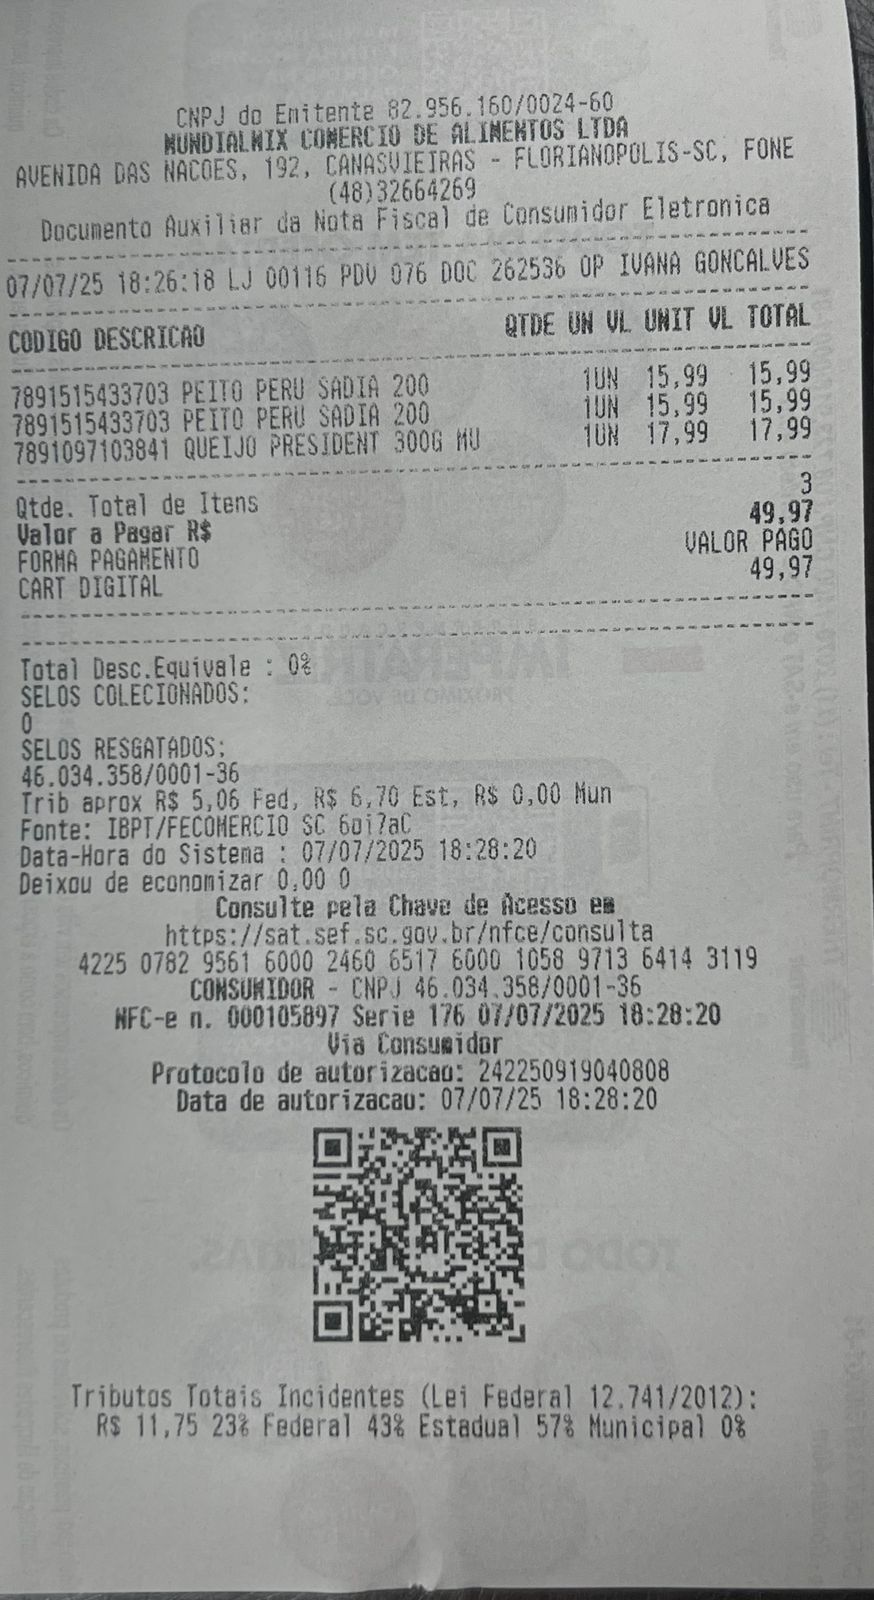 CNPJ do Emitente 82.956.160/0024-60
MUNDIALMIX COMERCIO DE ALIMENTOS LTDA
AVENIDA DAS NACOES, 192, CANASVIEIRAS - FLORIANOPOLIS-SC, FONE
(48)32664269
Documento Auxiliar da Nota Fiscal de Consumidor Eletronica
07/07/25 18:26:18 LJ 00116 PDV 076 DOC 262536 OP IVANA GONCALVES
CODIGO DESCRICAO QTDE UN VL UNIT VL TOTAL
7891515433703 PEITO PERU SADIA 200 1UN 15,99 15,99
7891515433703 PEITO PERU SADIA 200 1UN 15,99 15,99
7891097103841 QUEIJO PRESIDENT 300G MU 1UN 17,99 17,99
Qtde. Total de Itens 3
Valor a Pagar R$ 49,97
FORMA PAGAMENTO VALOR PAGO
CART DIGITAL 49,97
Total Desc.Equivale : 0%
SELOS COLECIONADOS:
0
SELOS RESGATADOS:
46.034.358/0001-36
Trib aprox R$ 5,06 Fed, R$ 6,70 Est, R$ 0,00 Mun
Fonte: IBPT/FECOMERCIO SC 6oi7aC
Data-Hora do Sistema : 07/07/2025 18:28:20
Deixou de economizar 0,00 0
Consulte pela Chave de Acesso em
https://sat.sef.sc.gov.br/nfce/consulta
4225 0782 9561 6000 2460 6517 6000 1058 9713 6414 3119
CONSUMIDOR - CNPJ 46.034.358/0001-36
NFC-e n. 000105897 Serie 176 07/07/2025 18:28:20
Via Consumidor
Protocolo de autorizacao: 242250919040808
Data de autorizacao: 07/07/25 18:28:20
Tributos Totais Incidentes (Lei Federal 12.741/2012):
R$ 11,75 23% Federal 43% Estadual 57% Municipal 0%